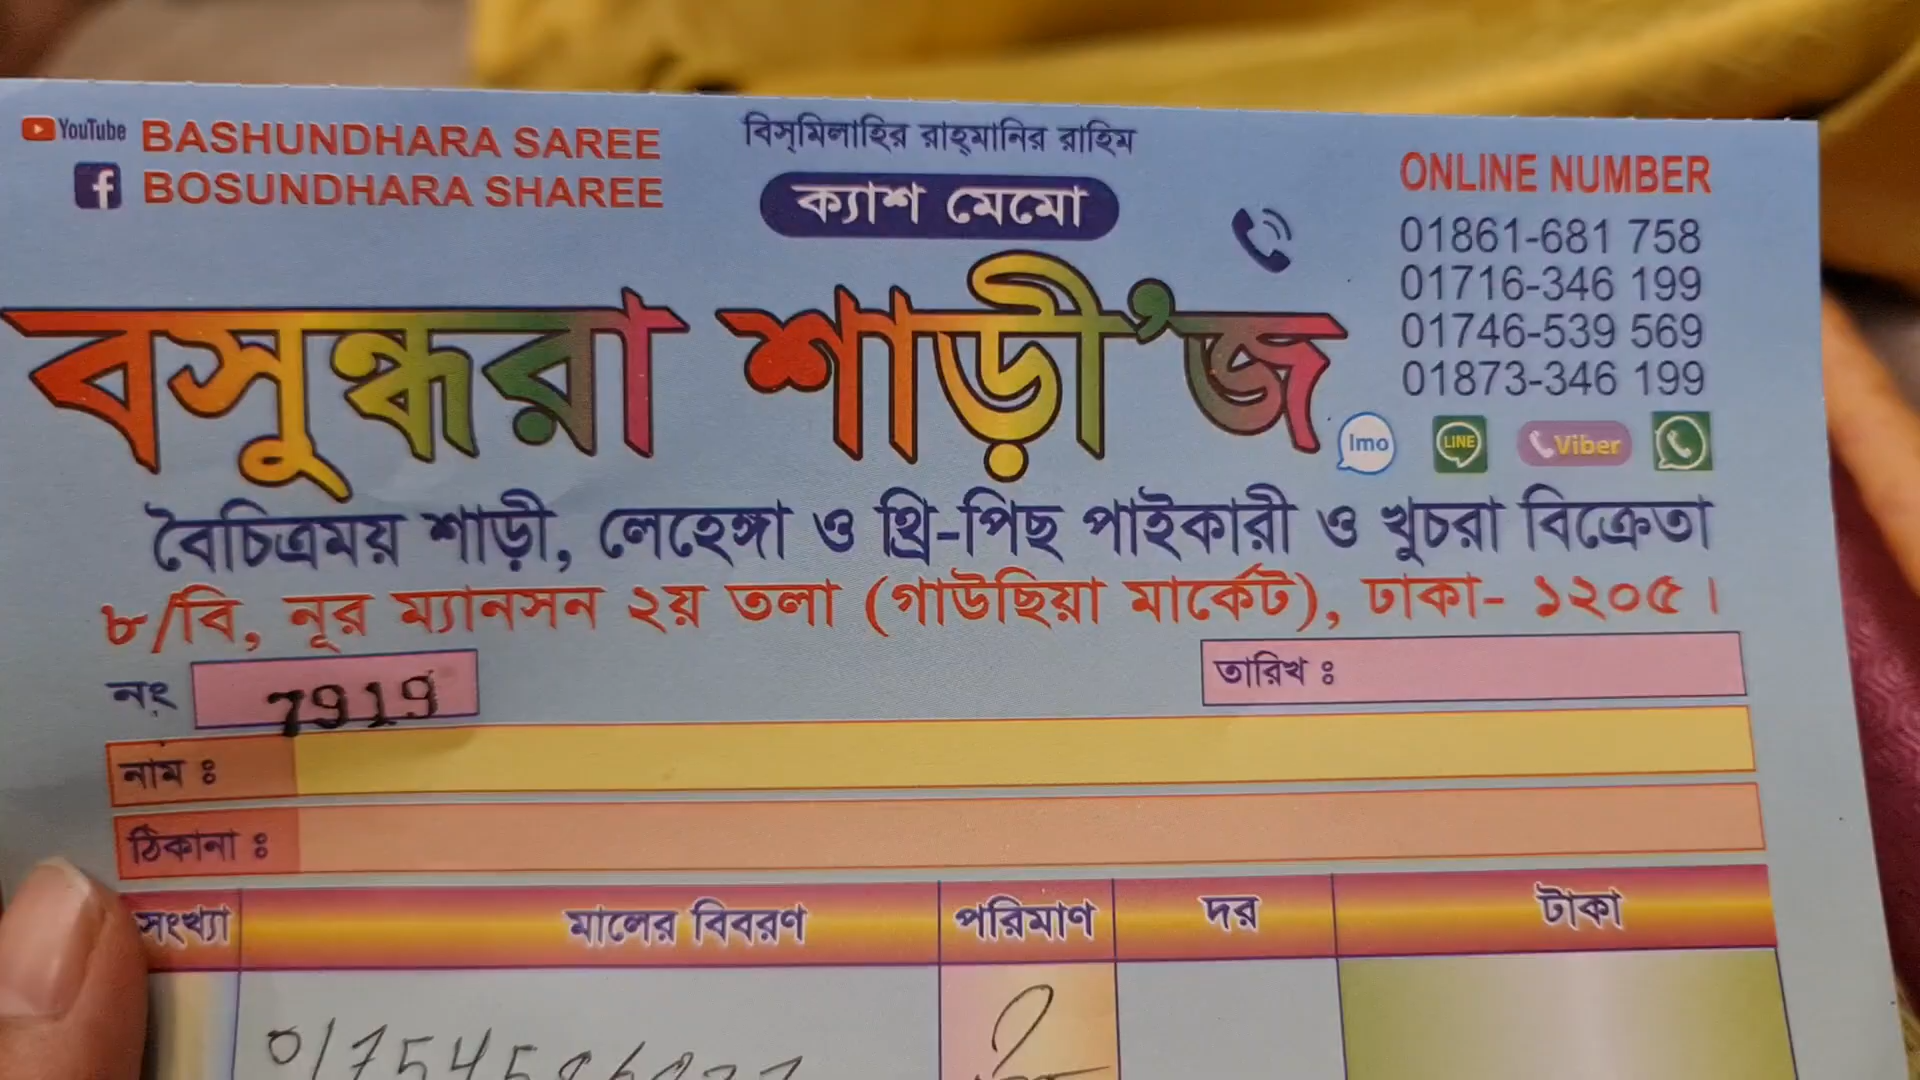 YouTube BASHUNDHARA SAREE
f BOSUNDHARA SHAREE
বিস্‌মিলাহির রাহ্‌মানির রাহিম
ক্যাশ মেমো
ONLINE NUMBER
01861-681 758
01716-346 199
01746-539 569
01873-346 199
বসুন্ধরা শাড়ী'জ
Imo LINE Viber
বৈচিত্রময় শাড়ী, লেহেঙ্গা ও থ্রি-পিছ পাইকারী ও খুচরা বিক্রেতা
৮/বি, নূর ম্যানসন ২য় তলা (গাউছিয়া মার্কেট), ঢাকা- ১২০৫।
নং 7919
তারিখ ঃ
নাম ঃ
ঠিকানা ঃ
সংখ্যা মালের বিবরণ পরিমাণ দর টাকা